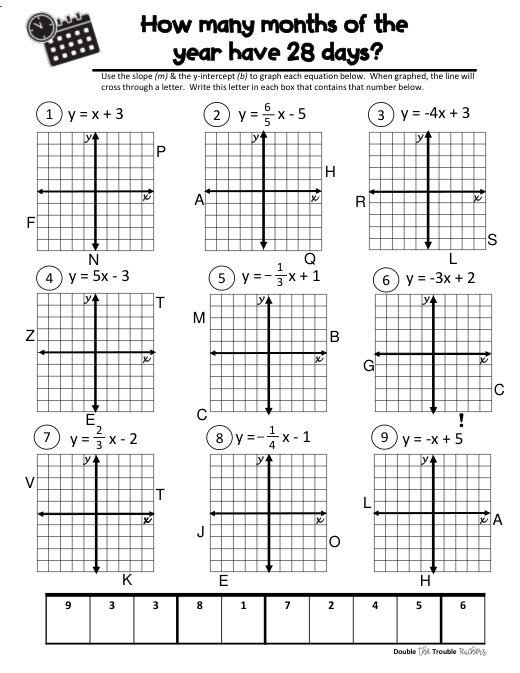 How many months of the
year have 28 days?
Use the slope (m) & the y-intercept (b) to graph each equation below. When graphed, the line will
cross through a letter. Write this letter in each box that contains that number below.
1 y = x + 3
2 y = 6/5 x - 5
3 y = -4x + 3
y
P
F
x
N
y
H
A
x
Q
y
R
x
S
L
4 y = 5x - 3
5 y = - 1/3 x + 1
6 y = -3x + 2
y
T
Z
x
E
y
M
B
x
C
y
G
x
C
!
7 y = 2/3 x - 2
8 y = - 1/4 x - 1
9 y = -x + 5
y
V
T
x
K
y
J
x
O
E
y
L
x
A
H
9 3 3 8 1 7 2 4 5 6
Double The Trouble Teachers